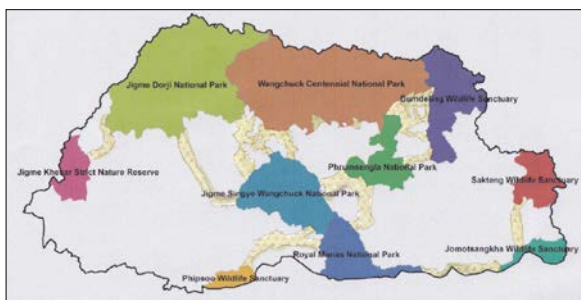 Jigme Dorji National Park
Wangchuck Centennial National Park
Bumdeling Wildlife Sanctuary
Phrumsengla National Park
Jigme Khesar Strict Nature Reserve
Sakteng Wildlife Sanctuary
Jigme Singye Wangchuck National Park
Jomotsangkha Wildlife Sanctuary
Royal Manas National Park
Phipsoo Wildlife Sanctuary